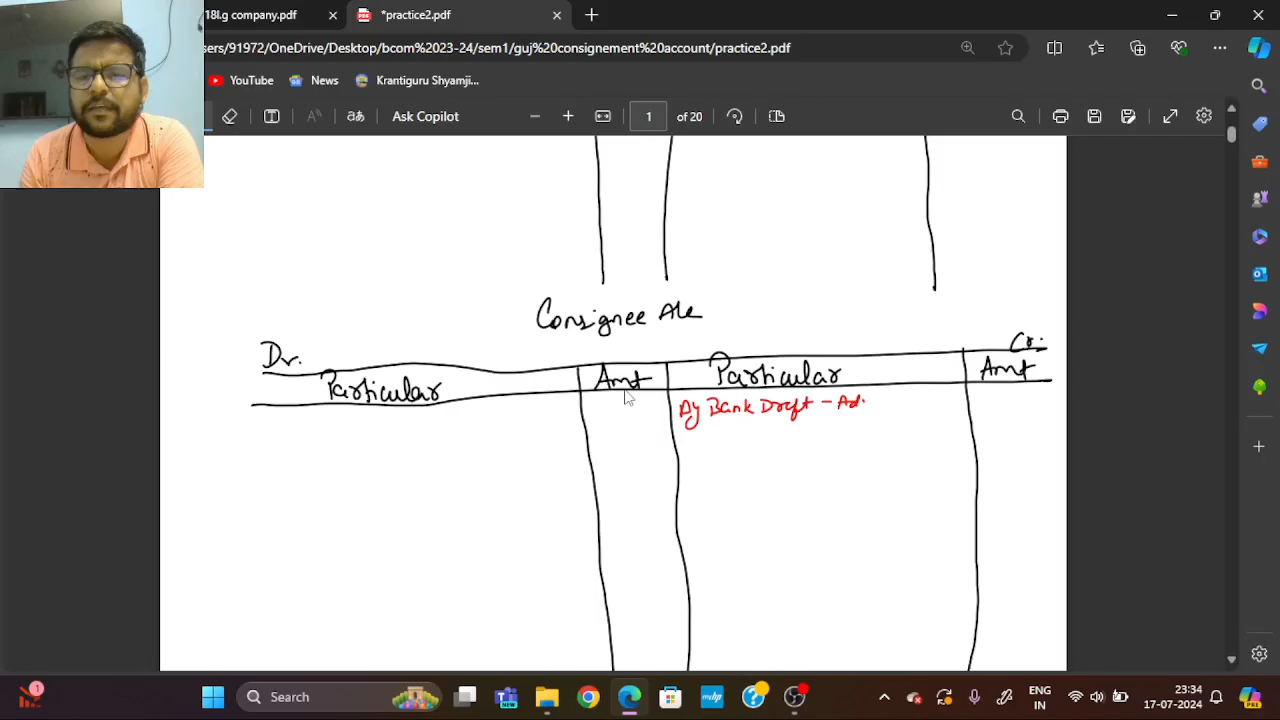 18l.g company.pdf
*practice2.pdf
sers/91972/OneDrive/Desktop/bcom%2023-24/sem1/guj%20consignement%20account/practice2.pdf
YouTube
News
Krantiguru Shyamji...
Ask Copilot
1 of 20
Consignee A/c
Dr.
Cr.
Particular Amt Particular Amt
By Bank Draft - Ad.
Search
ENG
IN
23:34
17-07-2024